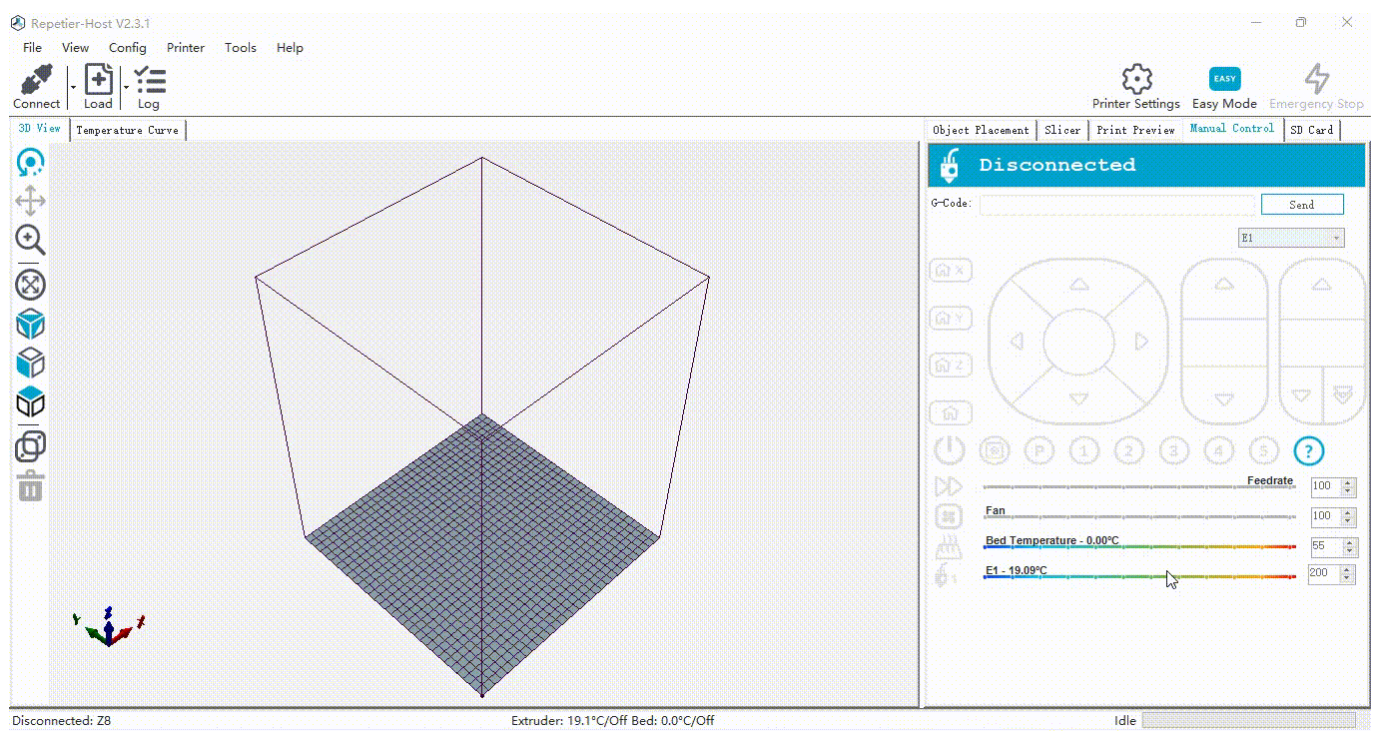 Repetier-Host V2.3.1
File View Config Printer Tools Help
Connect Load Log
Printer Settings EASY Easy Mode Emergency Stop
3D View Temperature Curve
Object Placement Slicer Print Preview Manual Control SD Card
Disconnected
G-Code: Send
E1
X
Y
Z
P 1 2 3 4 5 ?
Feedrate 100
Fan 100
Bed Temperature - 0.00°C 55
1 E1 - 19.09°C 200
Y Z X
Disconnected: Z8 Extruder: 19.1°C/Off Bed: 0.0°C/Off Idle